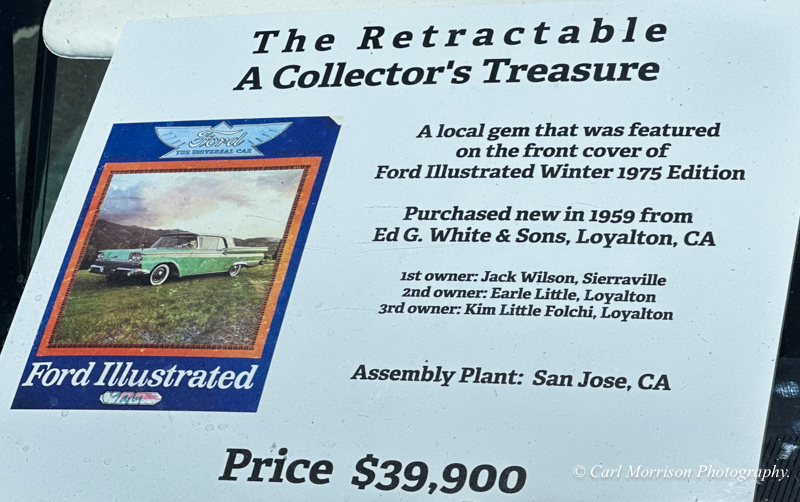 The Retractable
A Collector's Treasure
Ford
THE UNIVERSAL CAR
A local gem that was featured
on the front cover of
Ford Illustrated Winter 1975 Edition
Purchased new in 1959 from
Ed G. White & Sons, Loyalton, CA
1st owner: Jack Wilson, Sierraville
2nd owner: Earle Little, Loyalton
3rd owner: Kim Little Folchi, Loyalton
Ford Illustrated
Assembly Plant: San Jose, CA
Price $39,900
© Carl Morrison Photography.